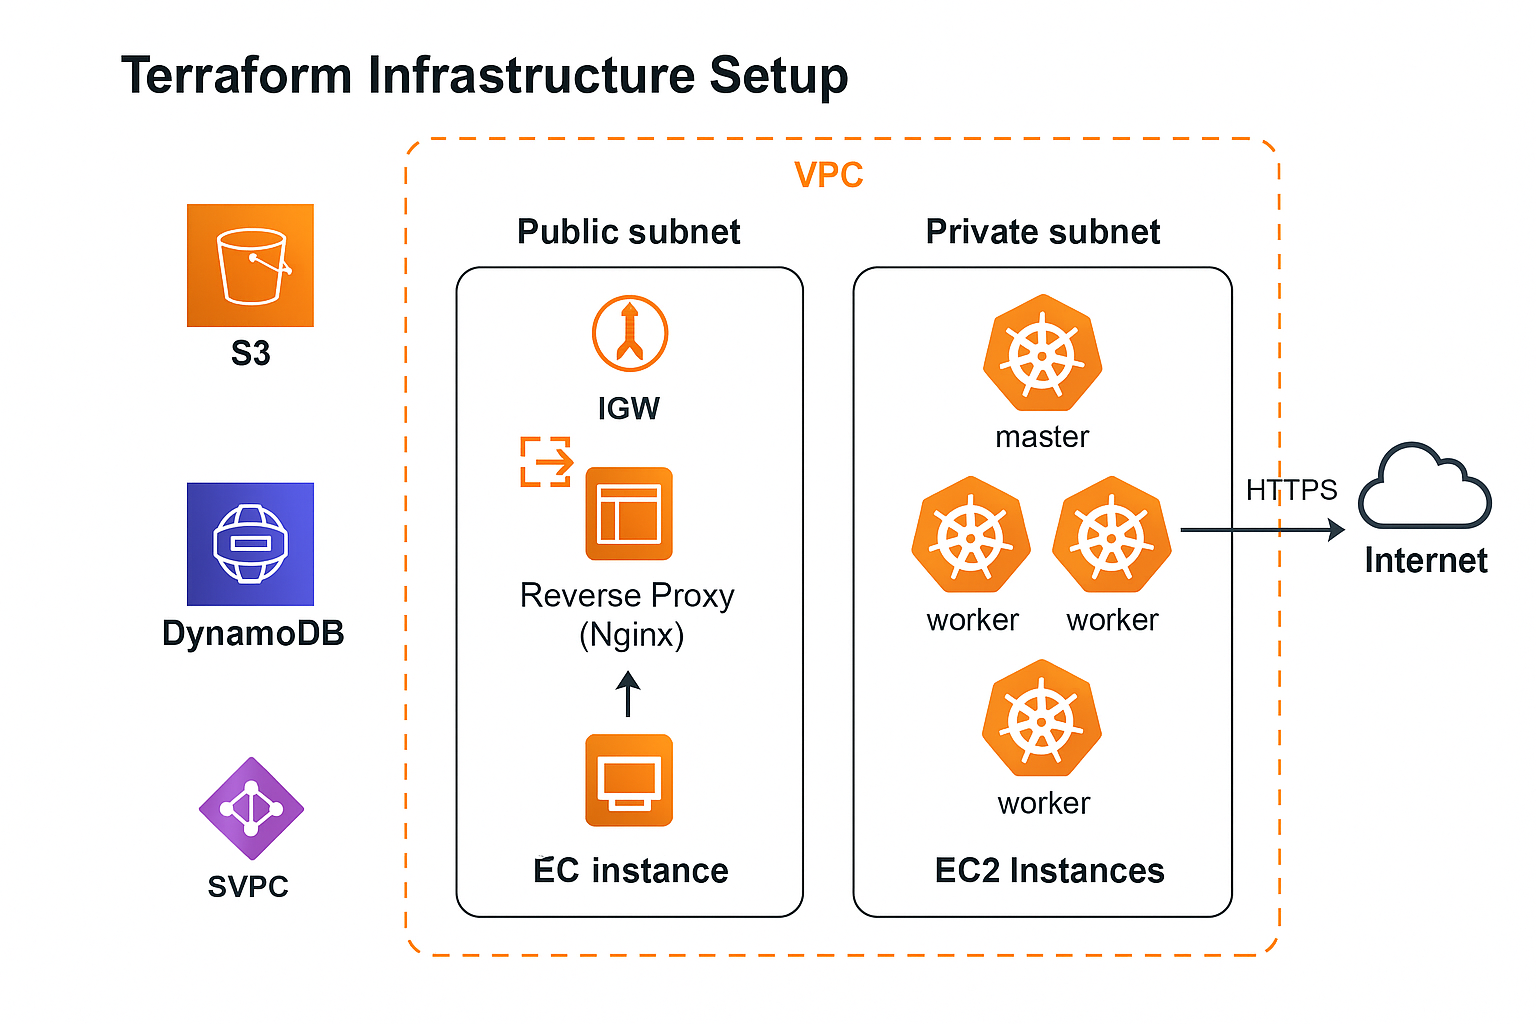 Terraform Infrastructure Setup
VPC
Public subnet
Private subnet
S3
IGW
master
Reverse Proxy
(Nginx)
worker
worker
HTTPS
Internet
DynamoDB
worker
EC instance
EC2 Instances
SVPC